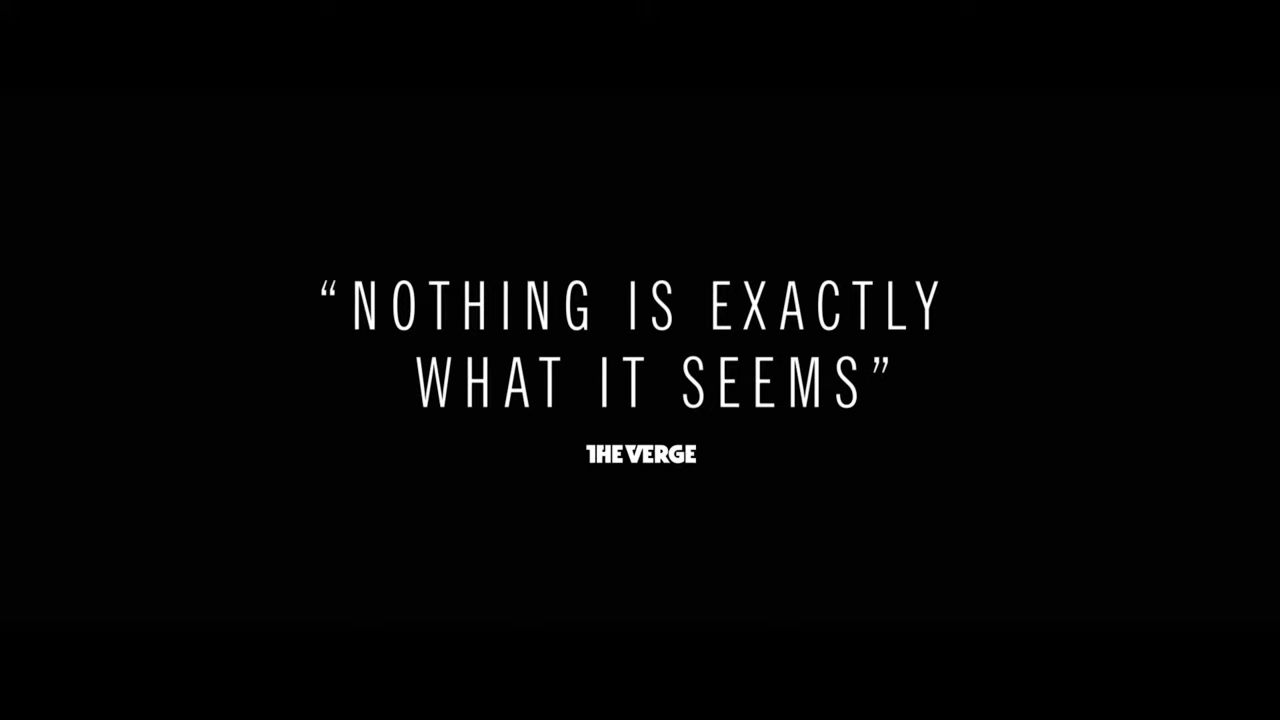 “NOTHING IS EXACTLY
WHAT IT SEEMS”
THE VERGE